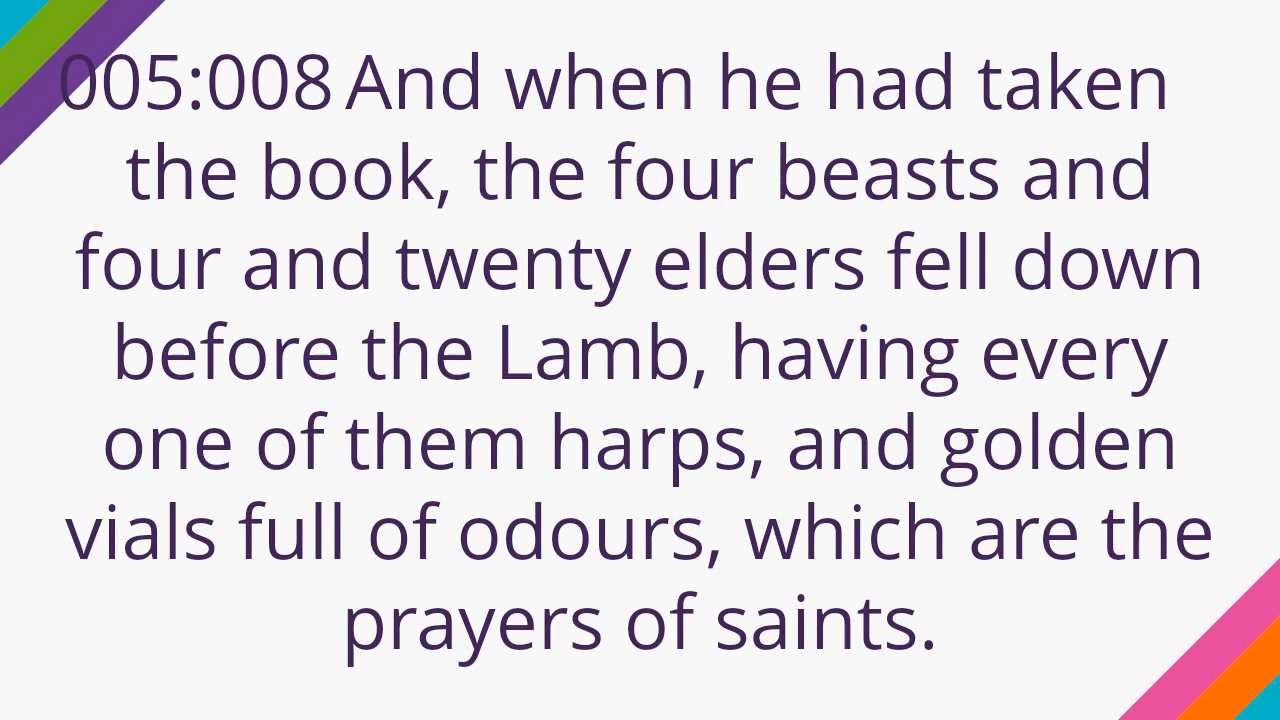 005:008 And when he had taken
the book, the four beasts and
four and twenty elders fell down
before the Lamb, having every
one of them harps, and golden
vials full of odours, which are the
prayers of saints.